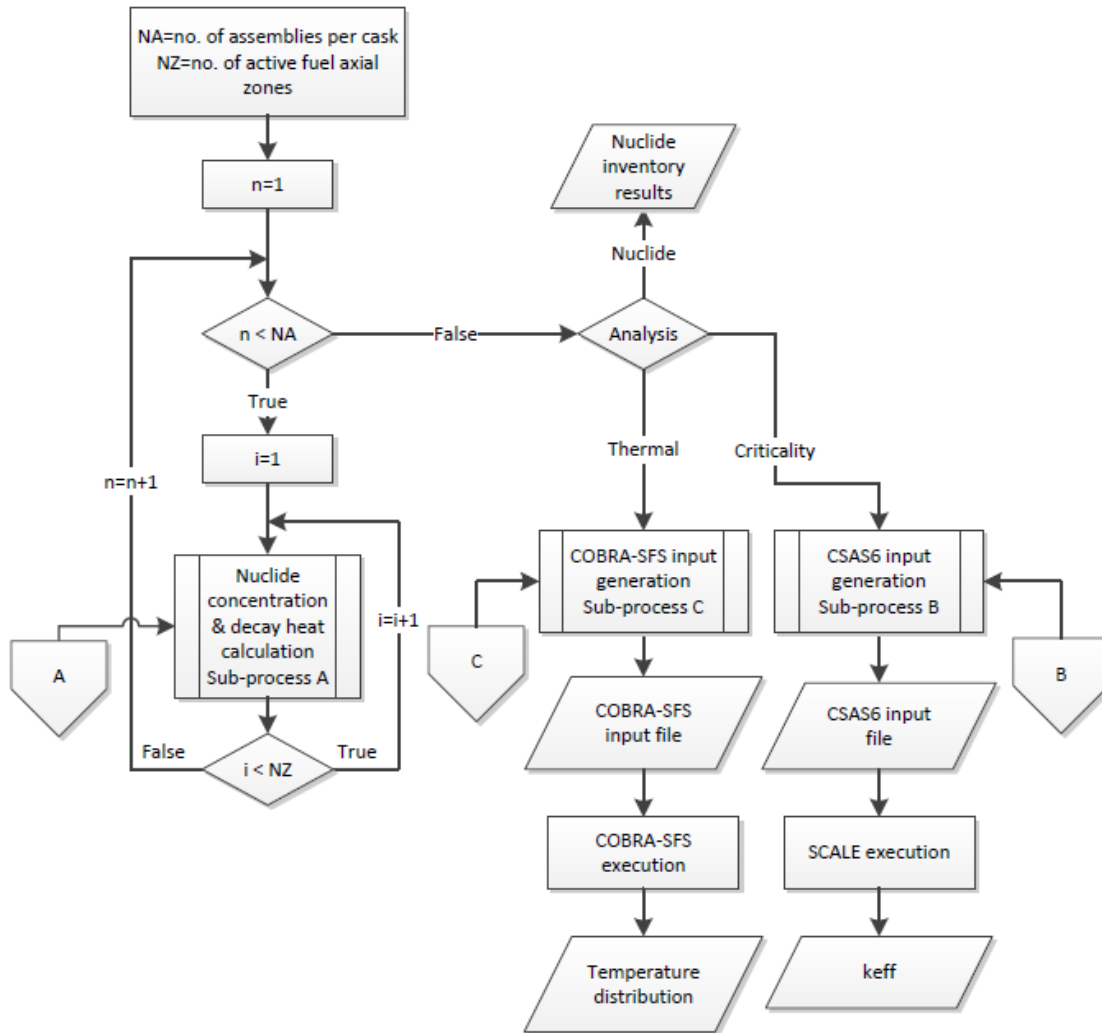 NA=no. of assemblies per cask
NZ=no. of active fuel axial
zones
n=1
n < NA
True
False
i=1
n=n+1
Nuclide
concentration
& decay heat
calculation
Sub-process A
i=i+1
A
i < NZ
False
True
Nuclide
inventory
results
Nuclide
Analysis
Thermal
Criticality
COBRA-SFS input
generation
Sub-process C
C
COBRA-SFS
input file
COBRA-SFS
execution
Temperature
distribution
CSAS6 input
generation
Sub-process B
B
CSAS6 input
file
SCALE execution
keff